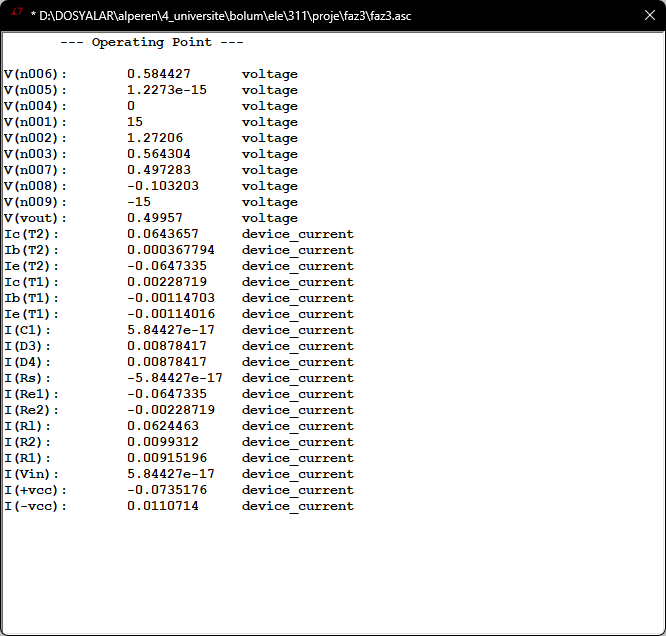 * D:\DOSYALAR\alperen\4_universite\bolum\ele\311\proje\faz3\faz3.asc
--- Operating Point ---
V(n006): 0.584427 voltage
V(n005): 1.2273e-15 voltage
V(n004): 0 voltage
V(n001): 15 voltage
V(n002): 1.27206 voltage
V(n003): 0.564304 voltage
V(n007): 0.497283 voltage
V(n008): -0.103203 voltage
V(n009): -15 voltage
V(vout): 0.49957 voltage
Ic(T2): 0.0643657 device_current
Ib(T2): 0.000367794 device_current
Ie(T2): -0.0647335 device_current
Ic(T1): 0.00228719 device_current
Ib(T1): -0.00114703 device_current
Ie(T1): -0.00114016 device_current
I(C1): 5.84427e-17 device_current
I(D3): 0.00878417 device_current
I(D4): 0.00878417 device_current
I(Rs): -5.84427e-17 device_current
I(Re1): -0.0647335 device_current
I(Re2): -0.00228719 device_current
I(Rl): 0.0624463 device_current
I(R2): 0.0099312 device_current
I(R1): 0.00915196 device_current
I(Vin): 5.84427e-17 device_current
I(+vcc): -0.0735176 device_current
I(-vcc): 0.0110714 device_current